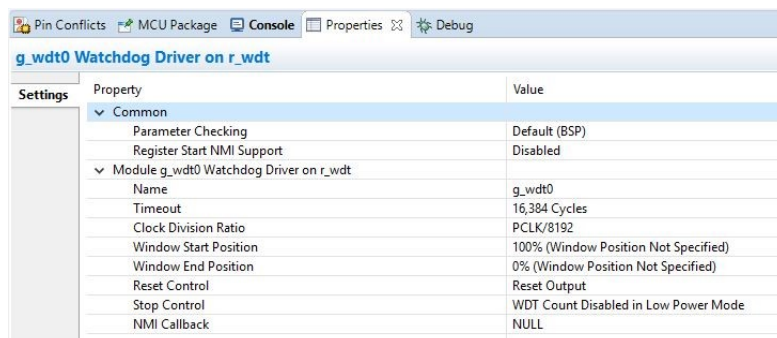 Pin Conflicts MCU Package Console Properties Debug
g_wdt0 Watchdog Driver on r_wdt
Settings
Property Value
Common
Parameter Checking Default (BSP)
Register Start NMI Support Disabled
Module g_wdt0 Watchdog Driver on r_wdt
Name g_wdt0
Timeout 16,384 Cycles
Clock Division Ratio PCLK/8192
Window Start Position 100% (Window Position Not Specified)
Window End Position 0% (Window Position Not Specified)
Reset Control Reset Output
Stop Control WDT Count Disabled in Low Power Mode
NMI Callback NULL